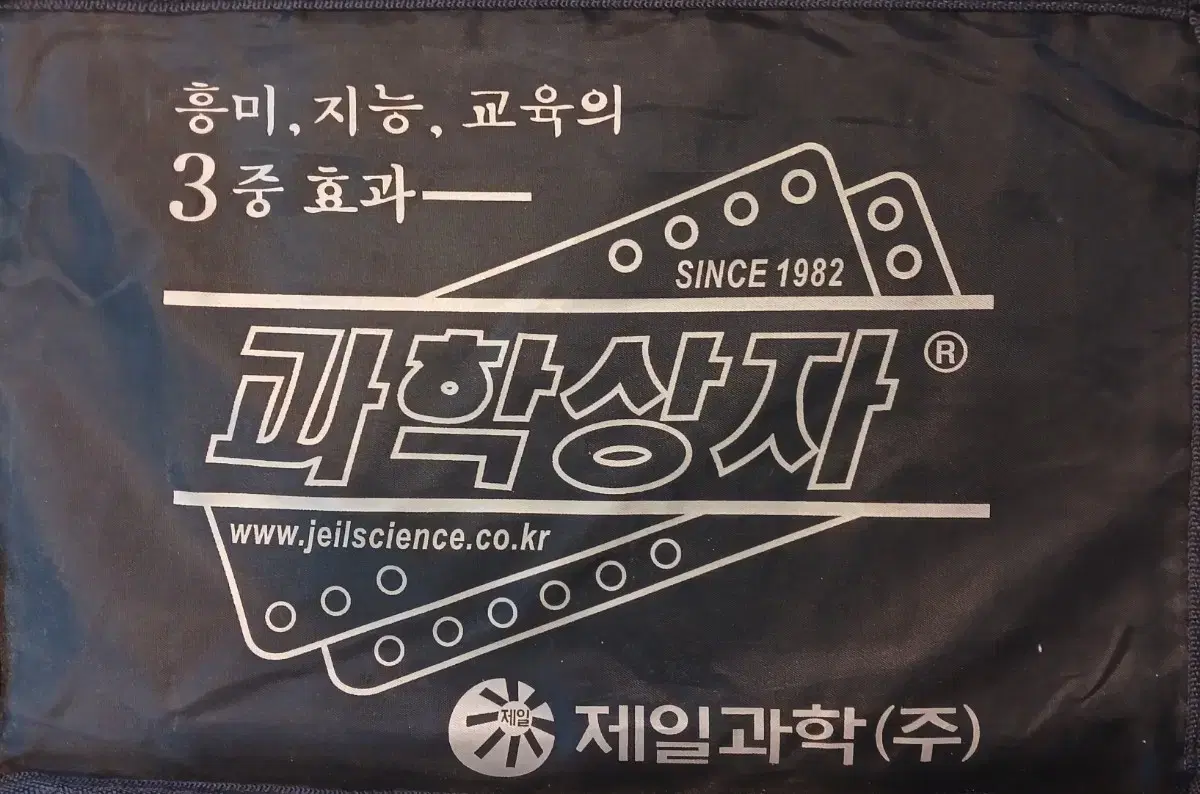 흥미, 지능, 교육의
3중 효과—
SINCE 1982
과학상자®
www.jeilscience.co.kr
제일 제일과학(주)